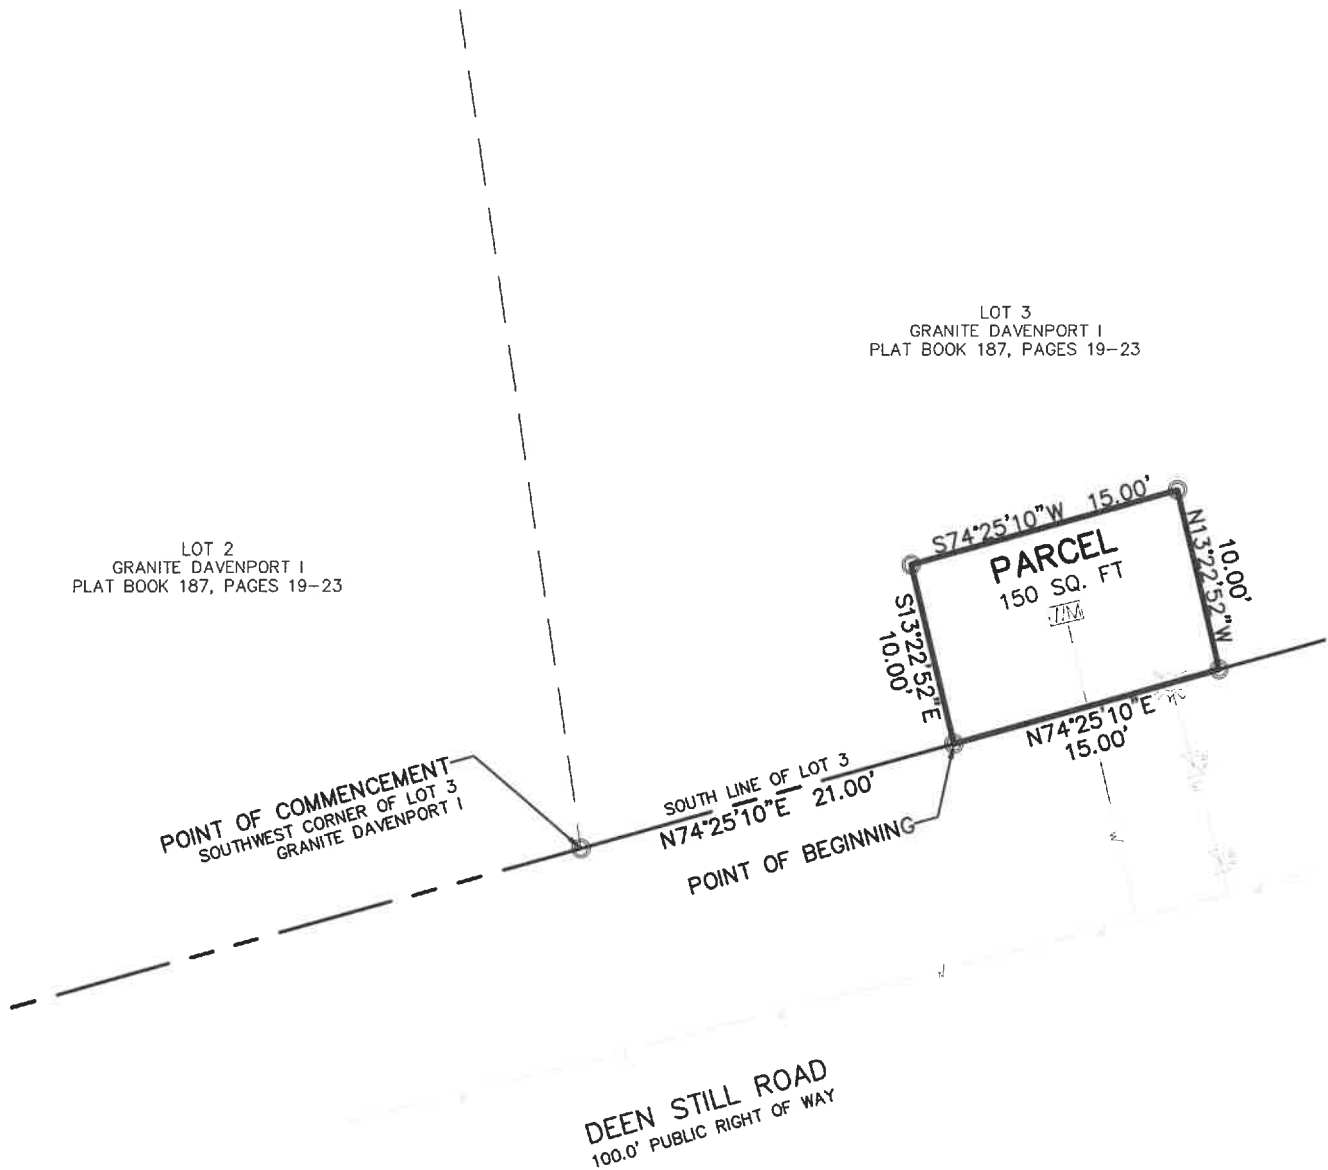 LOT 3
GRANITE DAVENPORT I
PLAT BOOK 187, PAGES 19-23
LOT 2
GRANITE DAVENPORT I
PLAT BOOK 187, PAGES 19-23
S74°25'10"W 15.00'
PARCEL
150 SQ. FT
N13°22'52"W
10.00'
S13°22'52"E
10.00'
N74°25'10"E
15.00'
POINT OF COMMENCEMENT
SOUTHWEST CORNER OF LOT 3
GRANITE DAVENPORT I
SOUTH LINE OF LOT 3
N74°25'10"E 21.00'
POINT OF BEGINNING
DEEN STILL ROAD
100.0' PUBLIC RIGHT OF WAY